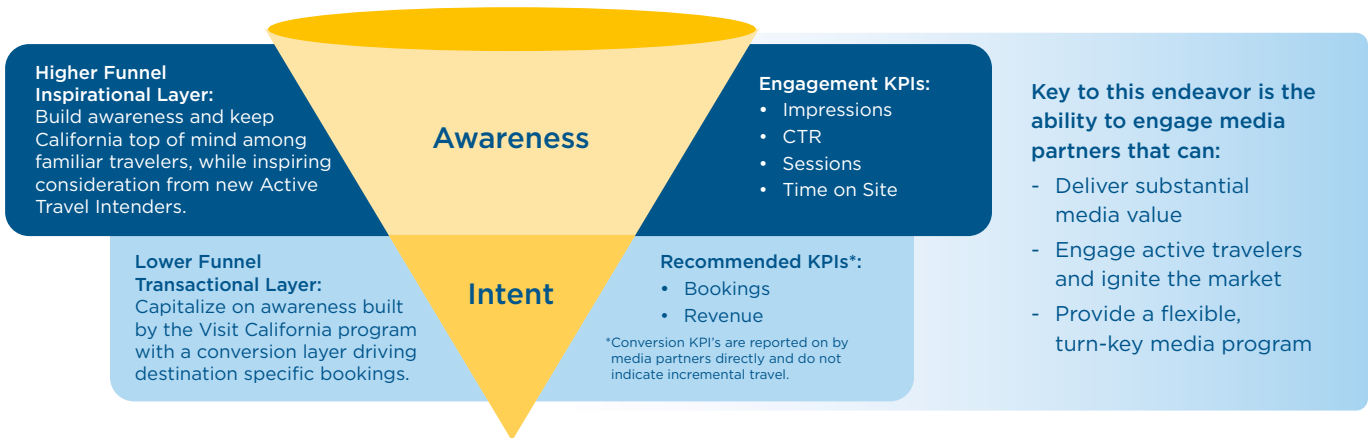 Higher Funnel
Inspirational Layer:
Build awareness and keep
California top of mind among
familiar travelers, while inspiring
consideration from new Active
Travel Intenders.
Awareness
Engagement KPIs:
• Impressions
• CTR
• Sessions
• Time on Site
Lower Funnel
Transactional Layer:
Capitalize on awareness built
by the Visit California program
with a conversion layer driving
destination specific bookings.
Intent
Recommended KPIs*:
• Bookings
• Revenue
*Conversion KPI's are reported on by
media partners directly and do not
indicate incremental travel.
Key to this endeavor is the
ability to engage media
partners that can:
- Deliver substantial
media value
- Engage active travelers
and ignite the market
- Provide a flexible,
turn-key media program